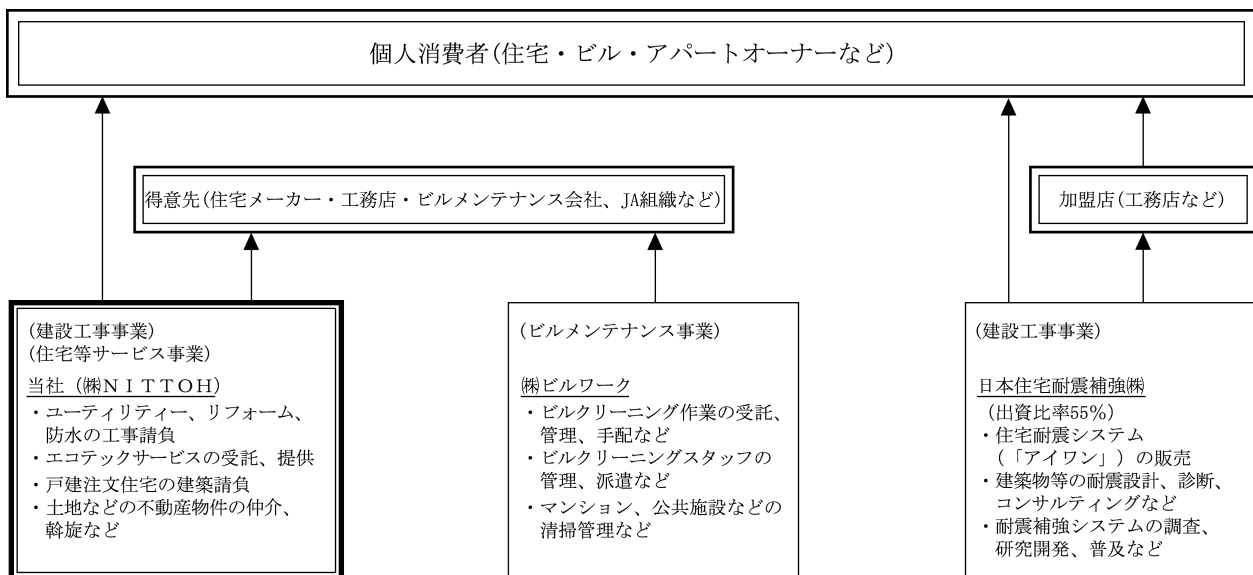 個人消費者(住宅・ビル・アパートオーナーなど)
得意先(住宅メーカー・工務店・ビルメンテナンス会社、JA組織など)
加盟店(工務店など)
(建設工事事業)
(住宅等サービス事業)
当社（㈱ＮＩＴＴＯＨ）
・ユーティリティー、リフォーム、
防水の工事請負
・エコテックサービスの受託、提供
・戸建注文住宅の建築請負
・土地などの不動産物件の仲介、
斡旋など
(ビルメンテナンス事業)
㈱ビルワーク
・ビルクリーニング作業の受託、
管理、手配など
・ビルクリーニングスタッフの
管理、派遣など
・マンション、公共施設などの
清掃管理など
(建設工事事業)
日本住宅耐震補強㈱
(出資比率55％)
・住宅耐震システム
(「アイワン」)の販売
・建築物等の耐震設計、診断、
コンサルティングなど
・耐震補強システムの調査、
研究開発、普及など